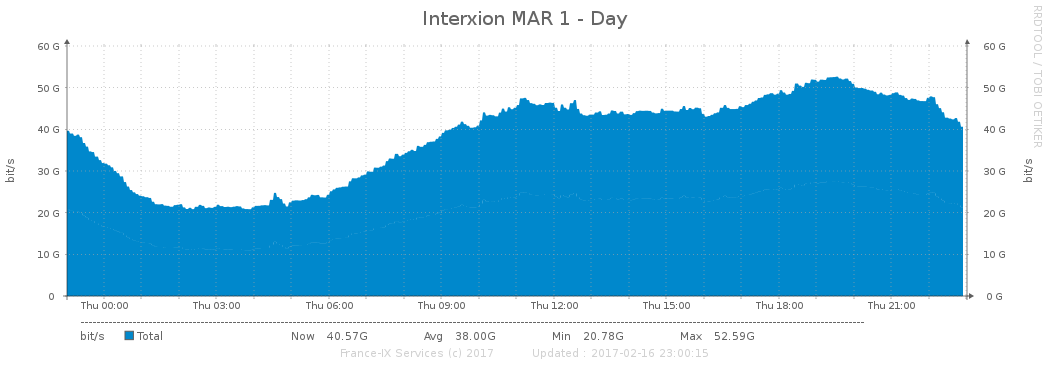 Interxion MAR 1 - Day
RRDTOOL / TOBI OETIKER
60 G 60 G
50 G 50 G
40 G 40 G
30 G 30 G
20 G 20 G
10 G 10 G
0 0 G
bit/s bit/s
Thu 00:00 Thu 03:00 Thu 06:00 Thu 09:00 Thu 12:00 Thu 15:00 Thu 18:00 Thu 21:00
bit/s Total Now 40.57G Avg 38.00G Min 20.78G Max 52.59G
France-IX Services (c) 2017 Updated : 2017-02-16 23:00:15